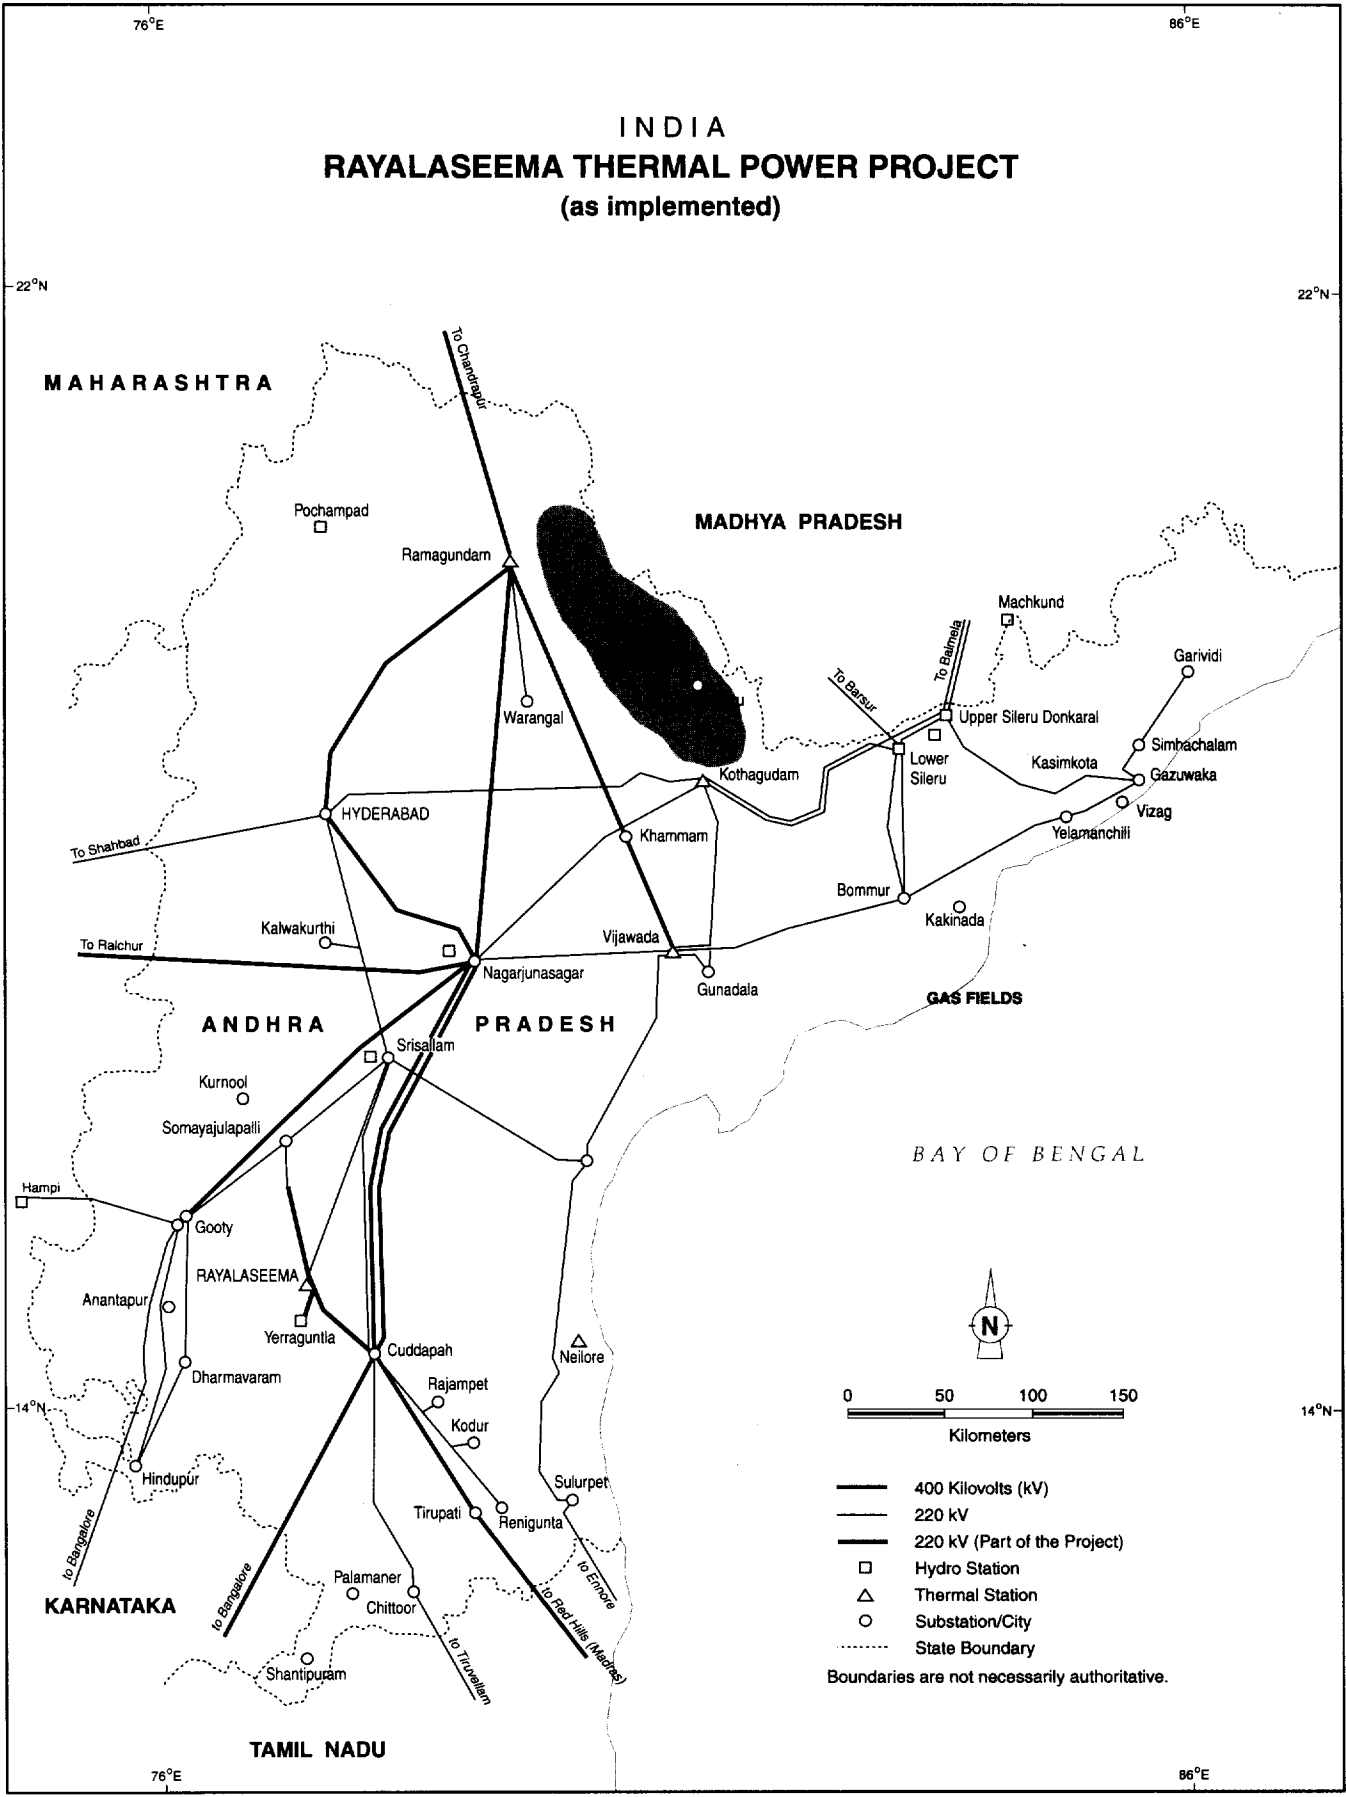 76°E
86°E
INDIA
RAYALASEEMA THERMAL POWER PROJECT
(as implemented)
22°N
22°N
To Chandrapur
MAHARASHTRA
Pochampad
MADHYA PRADESH
Ramagundam
Machkund
To Balmela
Garividi
To Barsur
Warangal
Upper Sileru Donkaral
Simhachalam
Lower
Sileru
Kasimkota
Kothagudam
Gazuwaka
HYDERABAD
Vizag
Yelamanchili
To Shahbad
Khammam
Bommur
Kakinada
Kalwakurthi
To Raichur
Vijawada
Nagarjunasagar
Gunadala
GAS FIELDS
ANDHRA PRADESH
Srisailam
Kurnool
Somayajulapalli
BAY OF BENGAL
Hampi
Gooty
RAYALASEEMA
Anantapur
Yerraguntla
Cuddapah
Nellore
Dharmavaram
Rajampet
14°N
14°N
0 50 100 150
Kilometers
Kodur
Hindupur
Sulurpet
Tirupati
Renigunta
400 Kilovolts (kV)
220 kV
220 kV (Part of the Project)
Hydro Station
Thermal Station
Substation/City
State Boundary
Boundaries are not necessarily authoritative.
to Bangalore
to Bangalore
to Ennore
Palamaner
Chittoor
KARNATAKA
to Red Hills (Madras)
to Tiruvallam
Shantipuram
TAMIL NADU
76°E
86°E
N